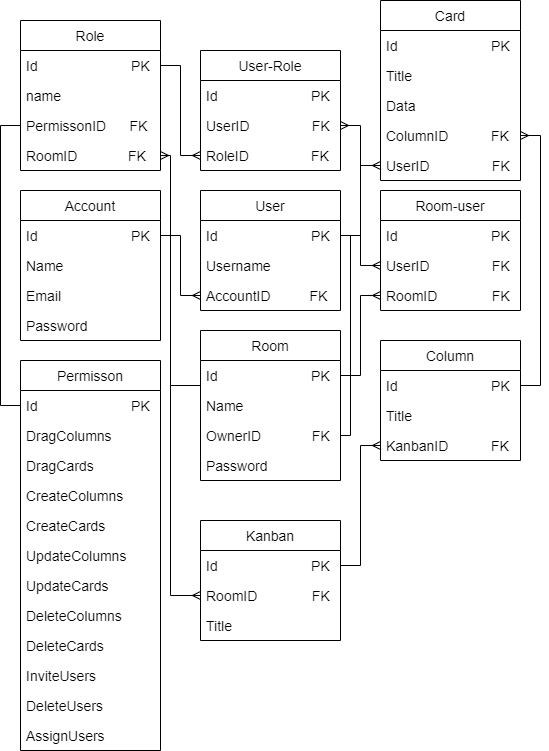 Role
Id PK
name
PermissonID FK
RoomID FK
User-Role
Id PK
UserID FK
RoleID FK
Card
Id PK
Title
Data
ColumnID FK
UserID FK
Account
Id PK
Name
Email
Password
User
Id PK
Username
AccountID FK
Room-user
Id PK
UserID FK
RoomID FK
Permisson
Id PK
DragColumns
DragCards
CreateColumns
CreateCards
UpdateColumns
UpdateCards
DeleteColumns
DeleteCards
InviteUsers
DeleteUsers
AssignUsers
Room
Id PK
Name
OwnerID FK
Password
Column
Id PK
Title
KanbanID FK
Kanban
Id PK
RoomID FK
Title